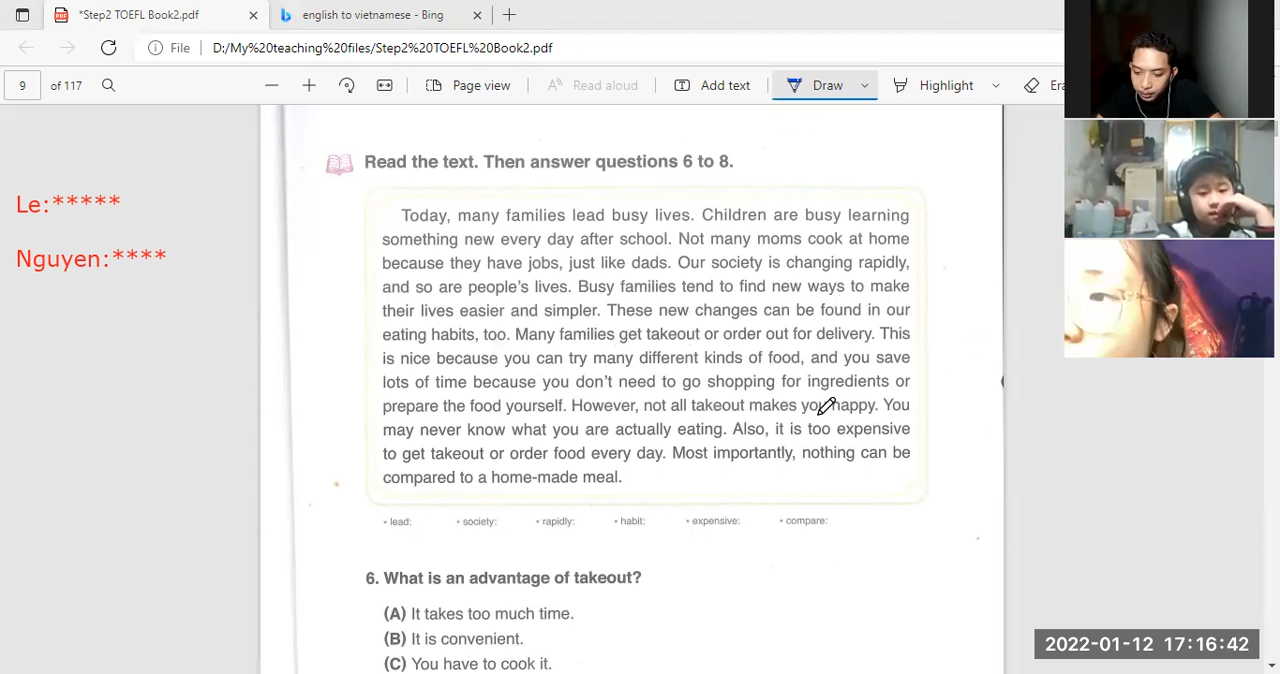 *Step2 TOEFL Book2.pdf
english to vietnamese - Bing
File
D:/My%20teaching%20files/Step2%20TOEFL%20Book2.pdf
9 of 117
Page view
Read aloud
Add text
Draw
Highlight
Era
Le:*****
Nguyen:****
Read the text. Then answer questions 6 to 8.
Today, many families lead busy lives. Children are busy learning
something new every day after school. Not many moms cook at home
because they have jobs, just like dads. Our society is changing rapidly,
and so are people's lives. Busy families tend to find new ways to make
their lives easier and simpler. These new changes can be found in our
eating habits, too. Many families get takeout or order out for delivery. This
is nice because you can try many different kinds of food, and you save
lots of time because you don't need to go shopping for ingredients or
prepare the food yourself. However, not all takeout makes you happy. You
may never know what you are actually eating. Also, it is too expensive
to get takeout or order food every day. Most importantly, nothing can be
compared to a home-made meal.
• lead: • society: • rapidly: • habit: • expensive: • compare:
6. What is an advantage of takeout?
(A) It takes too much time.
(B) It is convenient.
(C) You have to cook it.
2022-01-12 17:16:42